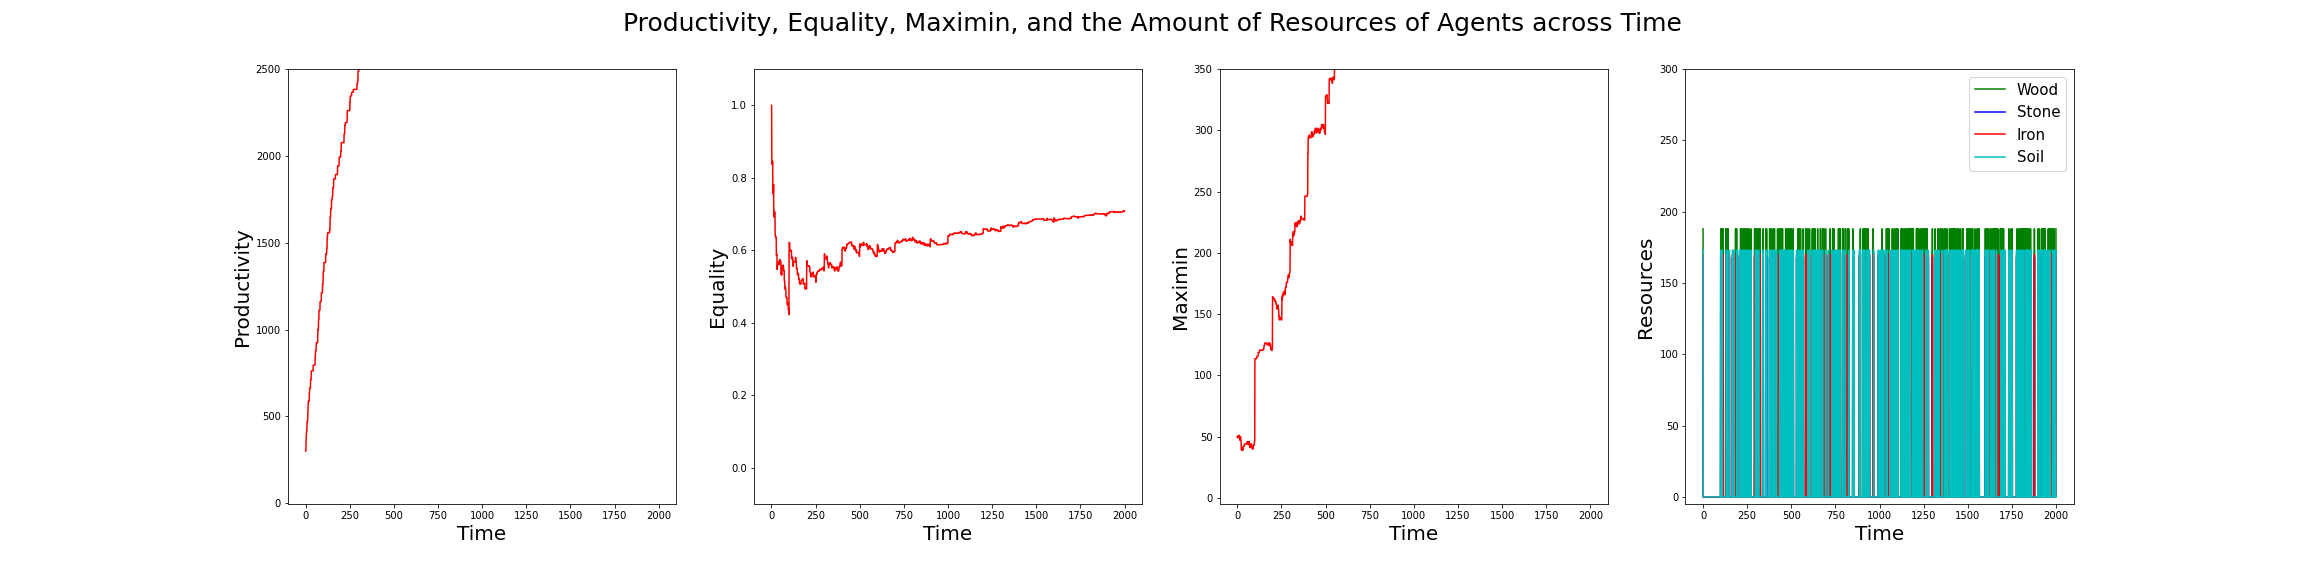 Productivity, Equality, Maximin, and the Amount of Resources of Agents across Time
Productivity
2500
2000
1500
1000
500
0
0 250 500 750 1000 1250 1500 1750 2000
Time
Equality
1.0
0.8
0.6
0.4
0.2
0.0
0 250 500 750 1000 1250 1500 1750 2000
Time
Maximin
350
300
250
200
150
100
50
0
0 250 500 750 1000 1250 1500 1750 2000
Time
Resources
300
250
200
150
100
50
0
0 250 500 750 1000 1250 1500 1750 2000
Time
Wood
Stone
Iron
Soil